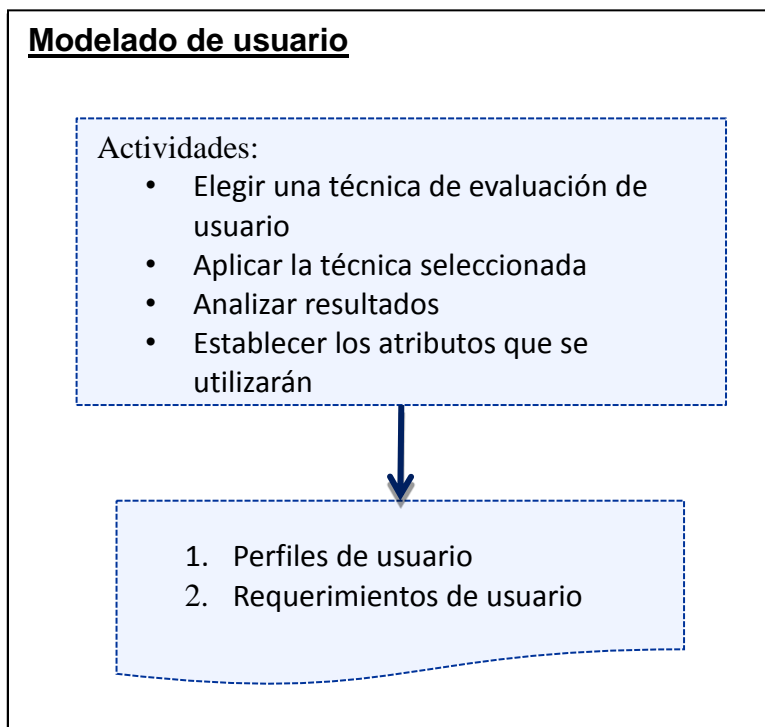 Modelado de usuario
Actividades:
• Elegir una técnica de evaluación de
usuario
• Aplicar la técnica seleccionada
• Analizar resultados
• Establecer los atributos que se
utilizarán
1. Perfiles de usuario
2. Requerimientos de usuario